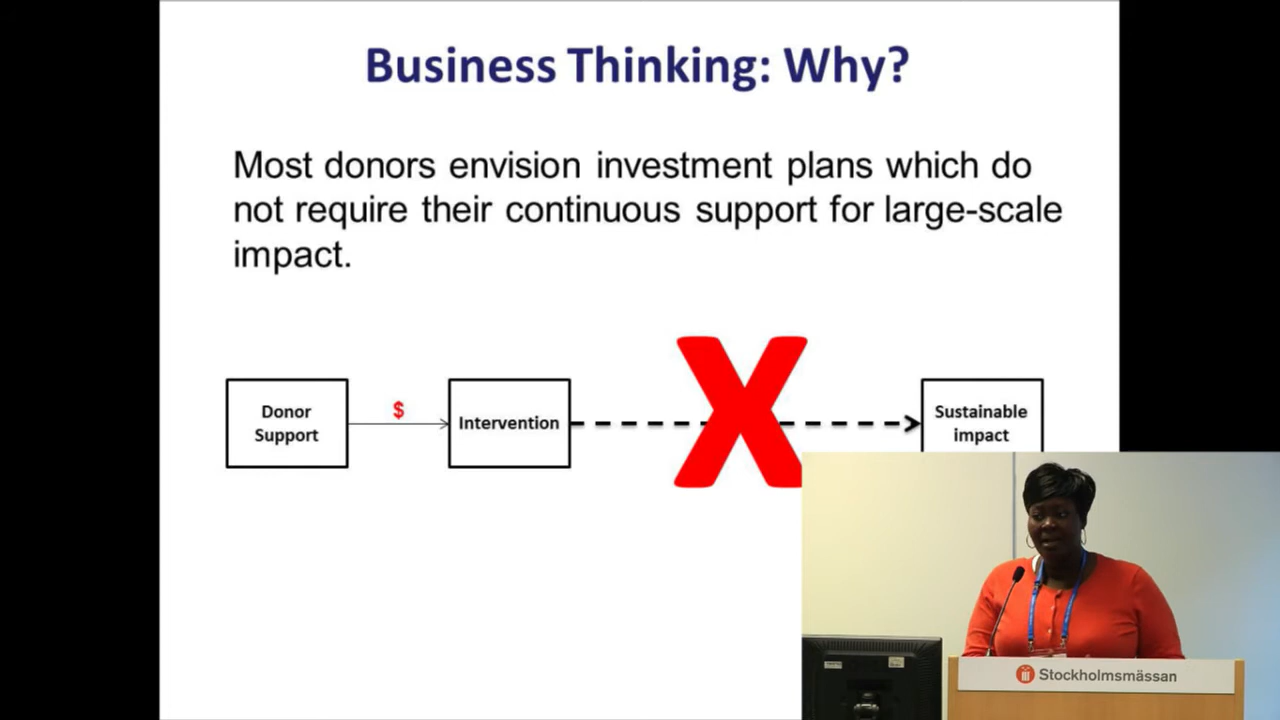 Business Thinking: Why?
Most donors envision investment plans which do
not require their continuous support for large-scale
impact.
Donor
Support
$
Intervention
X
Sustainable
impact
Stockholmsmässan